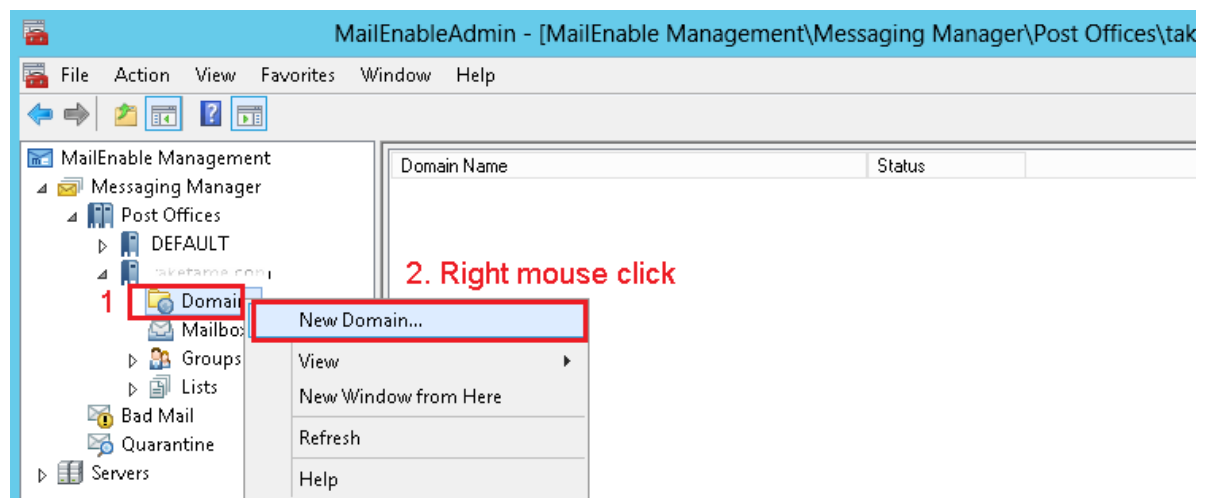 MailEnableAdmin - [MailEnable Management\Messaging Manager\Post Offices\tak
File Action View Favorites Window Help
MailEnable Management
Messaging Manager
Post Offices
DEFAULT
1 Domain
Mailbox
Groups
Lists
Bad Mail
Quarantine
Servers
Domain Name Status
2. Right mouse click
New Domain...
View
New Window from Here
Refresh
Help